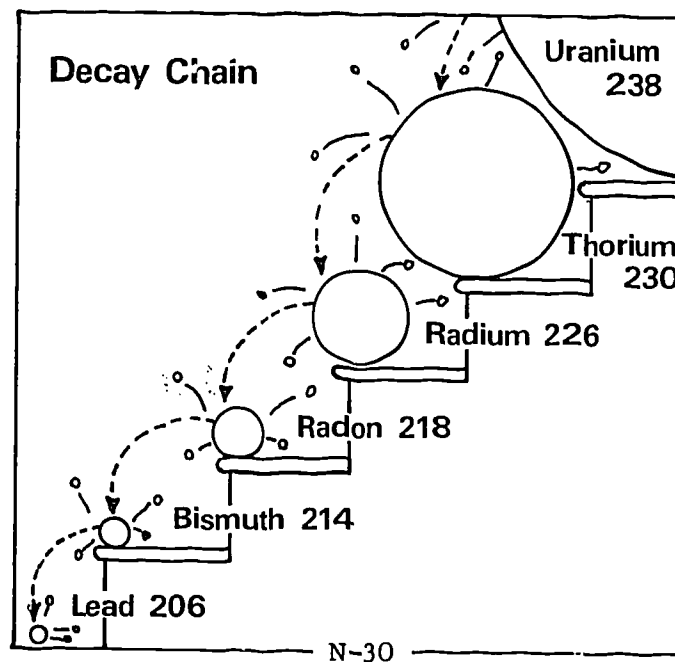 Decay Chain
Uranium
238
Thorium
230
Radium 226
Radon 218
Bismuth 214
Lead 206
N-30